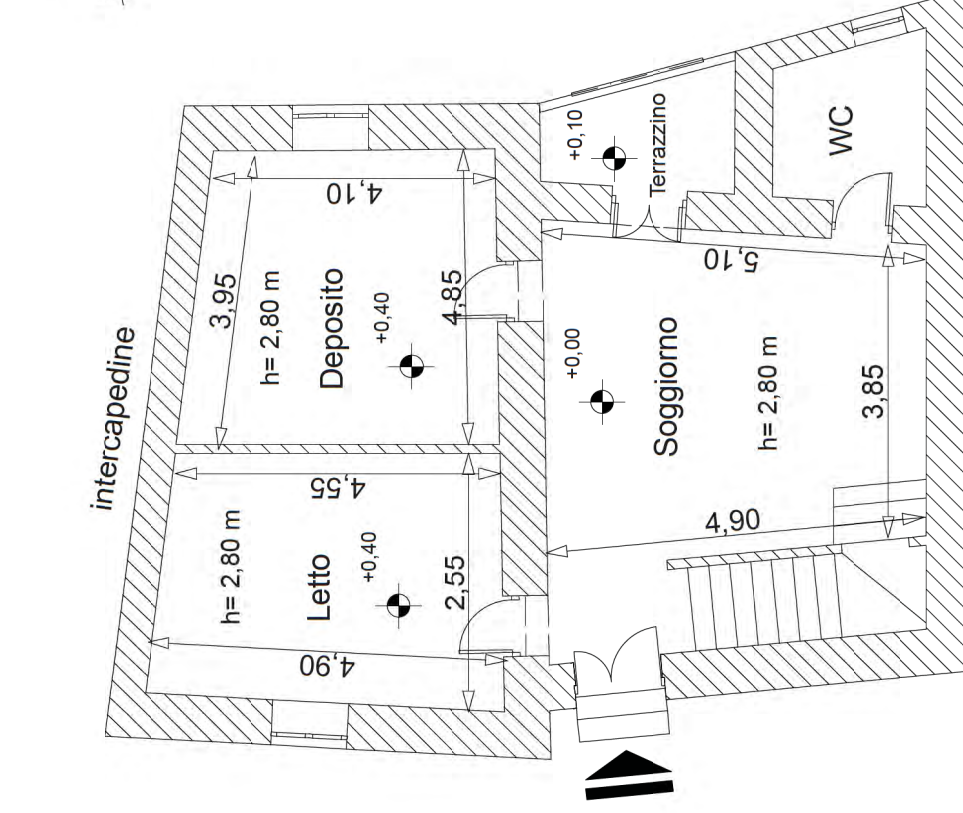 intercapedine
4,10
3,95
h= 2,80 m
Deposito
+0,40
4,85
4,55
h= 2,80 m
Letto
+0,40
2,55
4,90
+0,10
Terrazzino
WC
5,10
+0,00
Soggiorno
h= 2,80 m
3,85
4,90